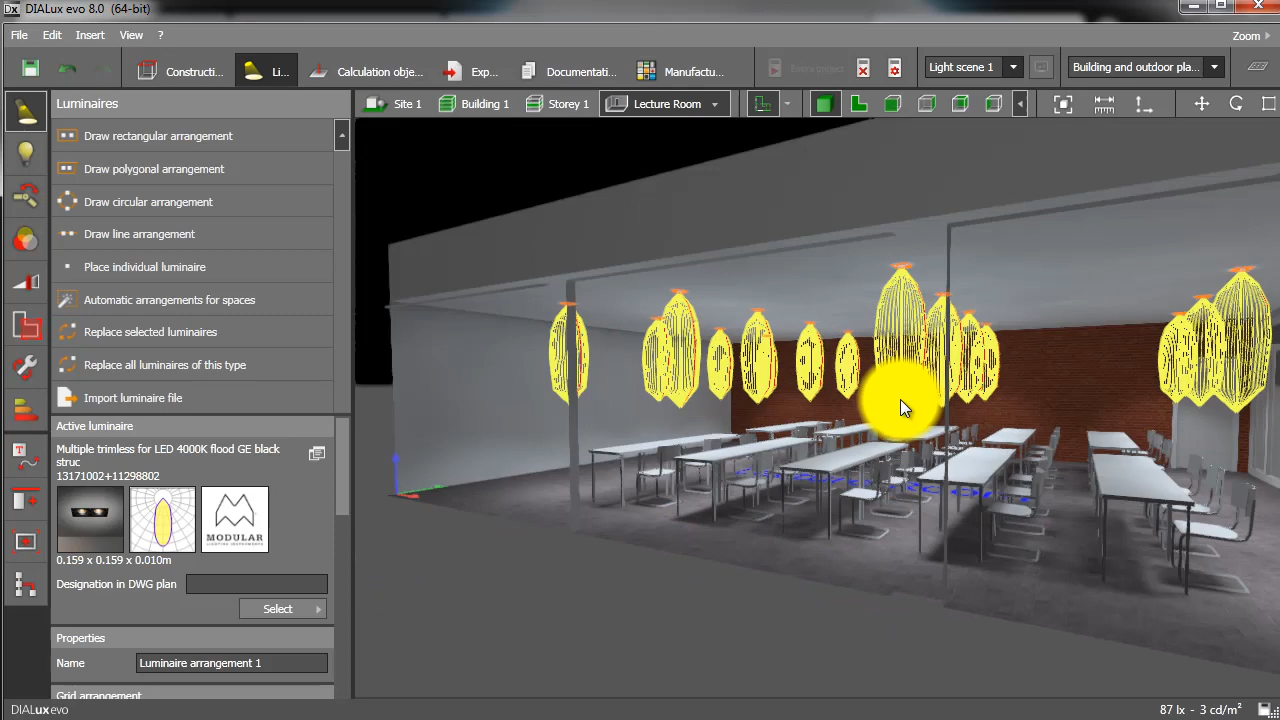 Dx DIALux evo 8.0 (64-bit)
File Edit Insert View ?
Zoom
Constructi...
Li...
Calculation obje...
Exp...
Documentati...
Manufactu...
Light scene 1
Building and outdoor pla...
Luminaires
Site 1
Building 1
Storey 1
Lecture Room
Draw rectangular arrangement
Draw polygonal arrangement
Draw circular arrangement
Draw line arrangement
Place individual luminaire
Automatic arrangements for spaces
Replace selected luminaires
Replace all luminaires of this type
Import luminaire file
Active luminaire
Multiple trimless for LED 4000K flood GE black
struc
13171002+11298802
MODULAR
LIGHTING INSTRUMENTS
0.159 x 0.159 x 0.010m
Designation in DWG plan
Select
Properties
Name Luminaire arrangement 1
Grid arrangement
DIALux evo
87 lx - 3 cd/m²